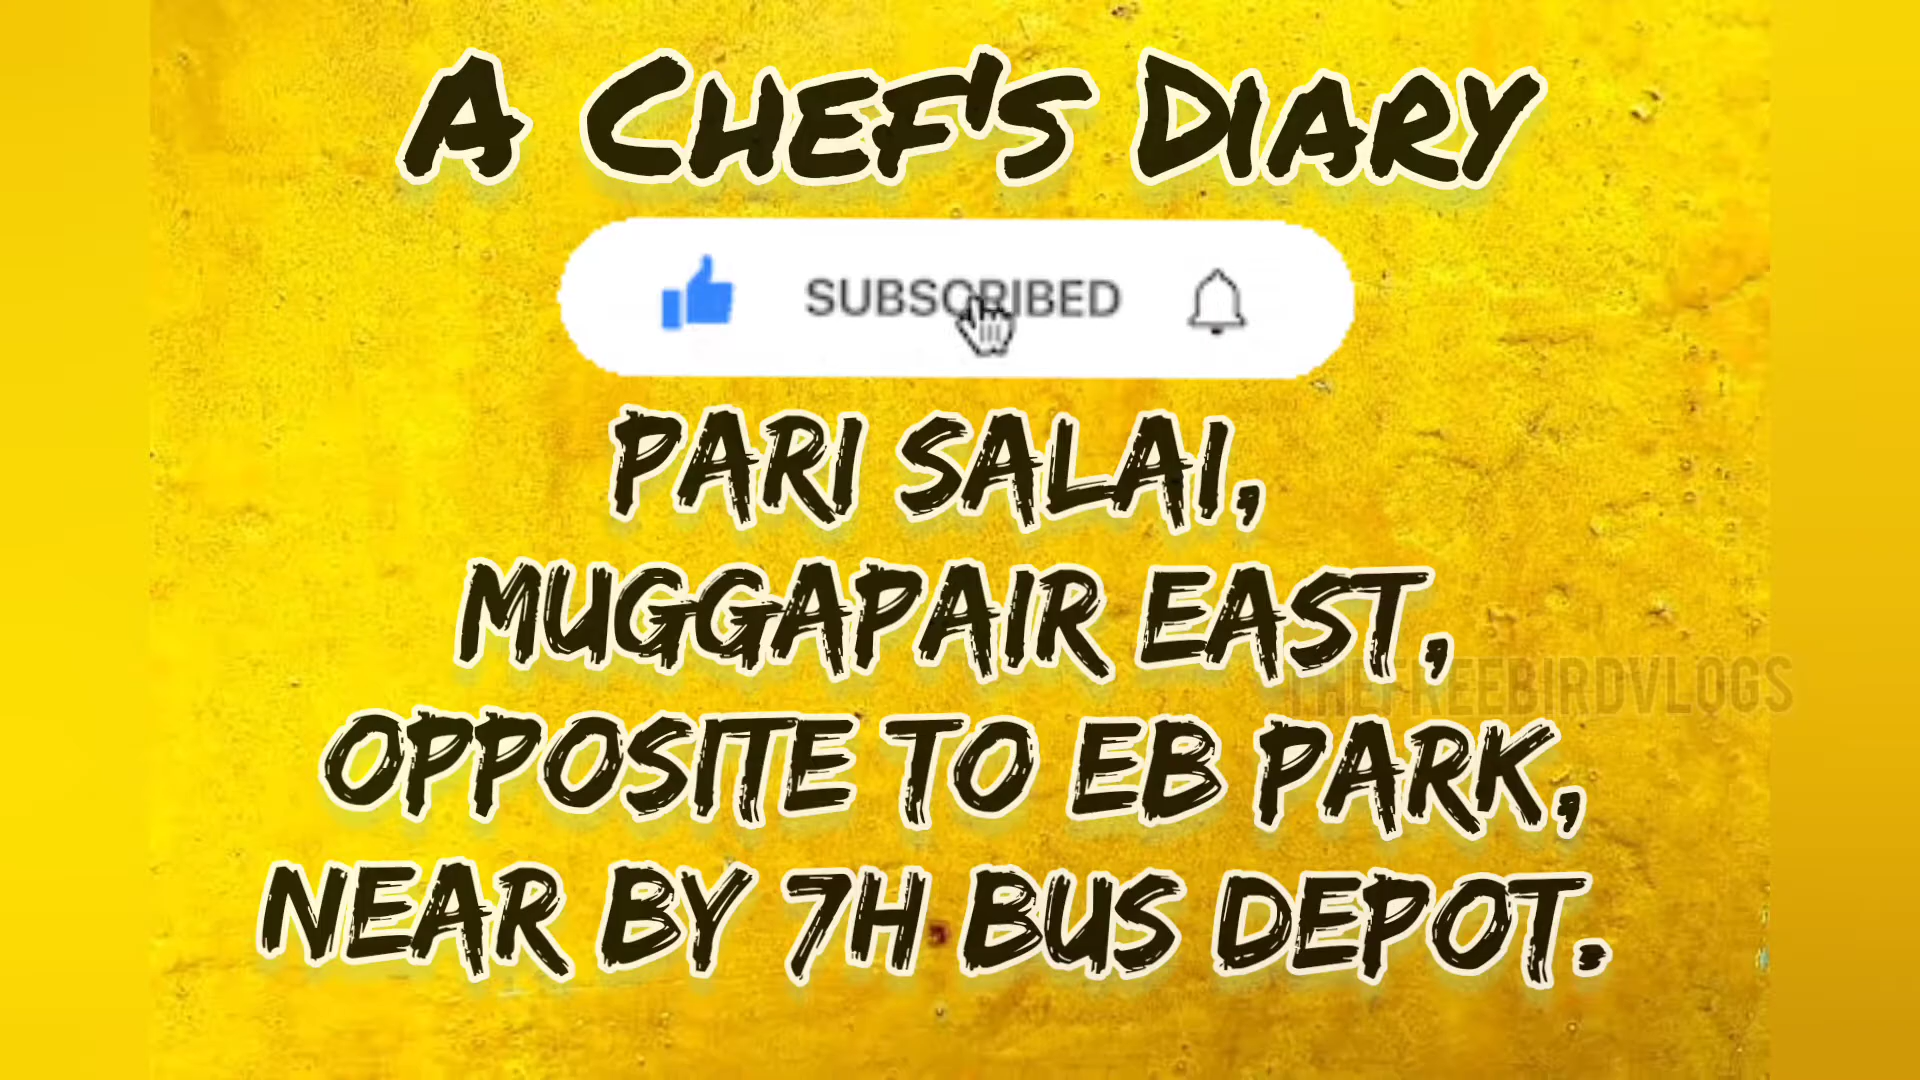 A CHEF'S DIARY
SUBSCRIBED
PARI SALAI,
MUGGAPAIR EAST,
THEFREEBIRDVLOGS
OPPOSITE TO EB PARK,
NEAR BY 7H BUS DEPOT.